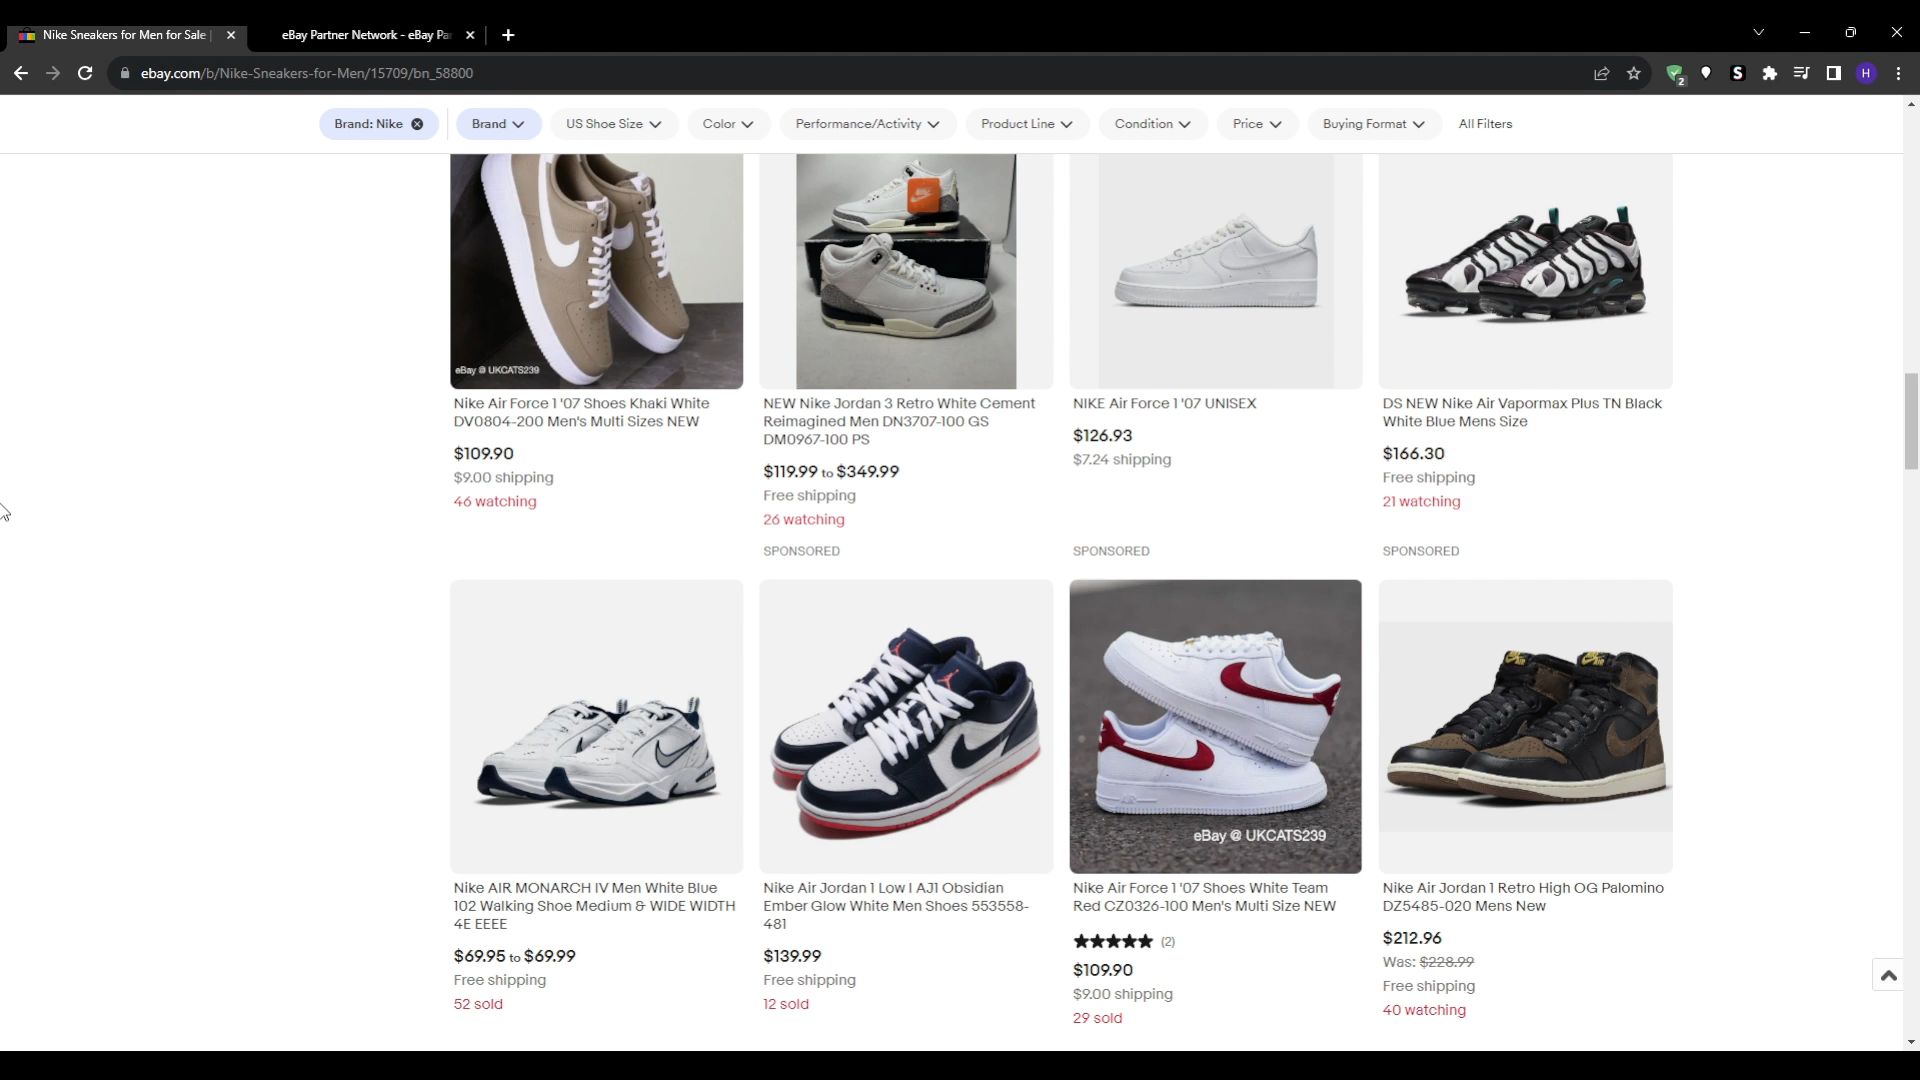 Nike Sneakers for Men for Sale |
eBay Partner Network - eBay Par
ebay.com/b/Nike-Sneakers-for-Men/15709/bn_58800
2
S
H
Brand: Nike
Brand
US Shoe Size
Color
Performance/Activity
Product Line
Condition
Price
Buying Format
All Filters
eBay @ UKCATS239
Nike Air Force 1 '07 Shoes Khaki White
DV0804-200 Men's Multi Sizes NEW
$109.90
$9.00 shipping
46 watching
NEW Nike Jordan 3 Retro White Cement
Reimagined Men DN3707-100 GS
DM0967-100 PS
$119.99 to $349.99
Free shipping
26 watching
SPONSORED
NIKE Air Force 1 '07 UNISEX
$126.93
$7.24 shipping
SPONSORED
DS NEW Nike Air Vapormax Plus TN Black
White Blue Mens Size
$166.30
Free shipping
21 watching
SPONSORED
Nike AIR MONARCH IV Men White Blue
102 Walking Shoe Medium & WIDE WIDTH
4E EEEE
$69.95 to $69.99
Free shipping
52 sold
Nike Air Jordan 1 Low I AJ1 Obsidian
Ember Glow White Men Shoes 553558-
481
$139.99
Free shipping
12 sold
eBay @ UKCATS239
Nike Air Force 1 '07 Shoes White Team
Red CZ0326-100 Men's Multi Size NEW
(2)
$109.90
$9.00 shipping
29 sold
Nike Air Jordan 1 Retro High OG Palomino
DZ5485-020 Mens New
$212.96
Was: $228.99
Free shipping
40 watching